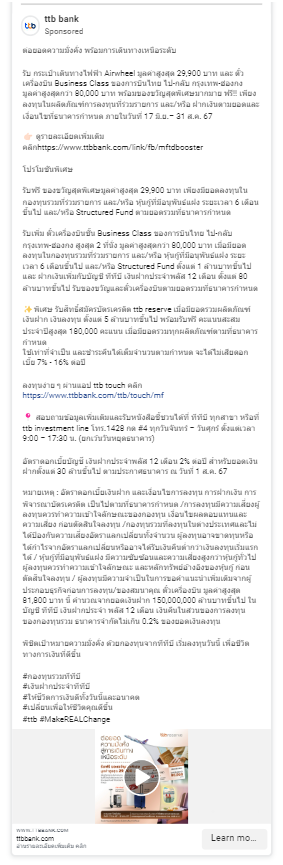 ttb bank
Sponsored
ต่อยอดความมั่งคั่ง พร้อมการเดินทางเหนือระดับ
รับ กระเป๋าเดินทางไฟฟ้า Airwheel มูลค่าสูงสุด 29,900 บาท และ ตั๋ว
เครื่องบิน Business Class ของการบินไทย ไป-กลับ กรุงเทพ-ฮ่องกง
มูลค่าสูงสุดกว่า 80,000 บาท พร้อมของขวัญสุดพิเศษมากมาย ฟรี!! เพียง
ลงทุนในผลิตภัณฑ์การลงทุนที่ร่วมรายการ และ/หรือ ฝากเงินตามยอดและ
เงื่อนไขที่ธนาคารกำหนด ภายในวันที่ 17 มิ.ย.– 31 ส.ค. 67
👉🏻 ดูรายละเอียดเพิ่มเติม
คลิกhttps://www.ttbbank.com/link/fb/mftdbooster
โปรโมชันพิเศษ
รับฟรี ของขวัญสุดพิเศษมูลค่าสูงสุด 29,900 บาท เพียงมียอดลงทุนใน
กองทุนรวมที่ร่วมรายการ และ/หรือ หุ้นกู้ที่มีอนุพันธ์แฝง ระยะเวลา 6 เดือน
ขึ้นไป และ/หรือ Structured Fund ตามยอดที่ธนาคารกำหนด
รับเพิ่ม ตั๋วเครื่องบินชั้น Business Class ของการบินไทย ไป-กลับ
กรุงเทพ-ฮ่องกง สูงสุด 2 ที่นั่ง มูลค่าสูงสุดกว่า 80,000 บาท เมื่อมียอด
ลงทุนในกองทุนรวมที่ร่วมรายการ และ/หรือ หุ้นกู้ที่มีอนุพันธ์แฝง ระยะ
เวลา 6 เดือนขึ้นไป และ/หรือ Structured Fund ตั้งแต่ 1 ล้านบาทขึ้นไป
และ ฝากเงินเพิ่มกับบัญชี ทีทีบี เงินฝากประจำพลัส 12 เดือน ตั้งแต่ 80
ล้านบาทขึ้นไป รับของขวัญและตั๋วเครื่องบินตามยอดที่ธนาคารกำหนด
✨พิเศษ รับสิทธิ์สมัครบัตรเครดิต ttb reserve เมื่อมียอดรวมผลิตภัณฑ์
เงินฝาก เงินลงทุน ตั้งแต่ 5 ล้านบาทขึ้นไป พร้อมรับฟรี คะแนนสะสม
ประจำปีสูงสุด 180,000 คะแนน เมื่อมียอดรวมทุกผลิตภัณฑ์ตามที่ธนาคาร
กำหนด
ใช้เท่าที่จำเป็น และชำระคืนได้เต็มจำนวนตามกำหนด จะได้ไม่เสียดอก
เบี้ย 7% - 16% ต่อปี
ลงทุนง่าย ๆ ผ่านแอป ttb touch คลิก
https://www.ttbbank.com/ttb/touch/mf
📍 สอบถามข้อมูลเพิ่มเติมและรับหนังสือชี้ชวนได้ที่ ทีทีบี ทุกสาขา หรือที่
ttb investment line โทร.1428 กด #4 ทุกวันจันทร์ – วันศุกร์ ตั้งแต่เวลา
9:00 – 17:30 น. (ยกเว้นวันหยุดธนาคาร)
อัตราดอกเบี้ยบัญชี เงินฝากประจำพลัส 12 เดือน 2% ต่อปี สำหรับยอดเงิน
ฝากตั้งแต่ 30 ล้านขึ้นไป ตามประกาศธนาคาร ณ วันที่ 1 ส.ค. 67
หมายเหตุ : อัตราดอกเบี้ยเงินฝาก และเงื่อนไขการลงทุน การฝากเงิน การ
พิจารณาบัตรเครดิต เป็นไปตามที่ธนาคารกำหนด /การลงทุนมีความเสี่ยงผู้
ลงทุนควรทำความเข้าใจลักษณะของกองทุน เงื่อนไขผลตอบแทนและ
ความเสี่ยง ก่อนตัดสินใจลงทุน /กองทุนรวมที่ลงทุนในต่างประเทศและไม่
ได้ป้องกันความเสี่ยงอัตราแลกเปลี่ยนทั้งจำนวน ผู้ลงทุนอาจขาดทุนหรือ
ได้กำไรจากอัตราแลกเปลี่ยนหรืออาจได้รับเงินคืนต่ำกว่าเงินลงทุนเริ่มแรก
ได้ / หุ้นกู้ที่มีอนุพันธ์แฝง มีความซับซ้อนและความเสี่ยงสูงกว่าหุ้นกู้ทั่วไป
ผู้ลงทุนควรทำความเข้าใจลักษณะ และหลักทรัพย์อ้างอิงของหุ้นกู้ ก่อน
ตัดสินใจลงทุน / ผู้ลงทุนมีความจำเป็นในการขอคำแนะนำเพิ่มเติมจากผู้
ประกอบธุรกิจก่อนการลงทุน/ของสมนาคุณ ตั๋วเครื่องบิน มูลค่าสูงสุด
81,800 บาท นี้ คำนวณจากยอดเงินฝาก 150,000,000 ล้านบาทขึ้นไป ใน
บัญชี ทีทีบี เงินฝากประจำ พลัส 12 เดือน เงินคืนในส่วนของการลงทุน
ของกองทุนรวม ธนาคารจำกัดไม่เกิน 0.2% ของยอดเงินลงทุน
พิชิตเป้าหมายความมั่งคั่ง ด้วยกองทุนจากทีทีบี เริ่มลงทุนวันนี้ เพื่อชีวิต
ทางการเงินที่ดีขึ้น
#กองทุนรวมทีทีบี
#เงินฝากประจำทีทีบี
#ให้ชีวิตการเงินดีทั้งวันนี้และอนาคต
#เปลี่ยนเพื่อให้ชีวิตคุณดีขึ้น
#ttb #MakeREALChange
ต่อยอด
ความมั่งคั่ง
สู่การเดินทาง
เหนือระดับ
WWW.TTBBANK.COM
ttbbank.com
อ่านรายละเอียดเพิ่มเติม คลิก
Learn mo...